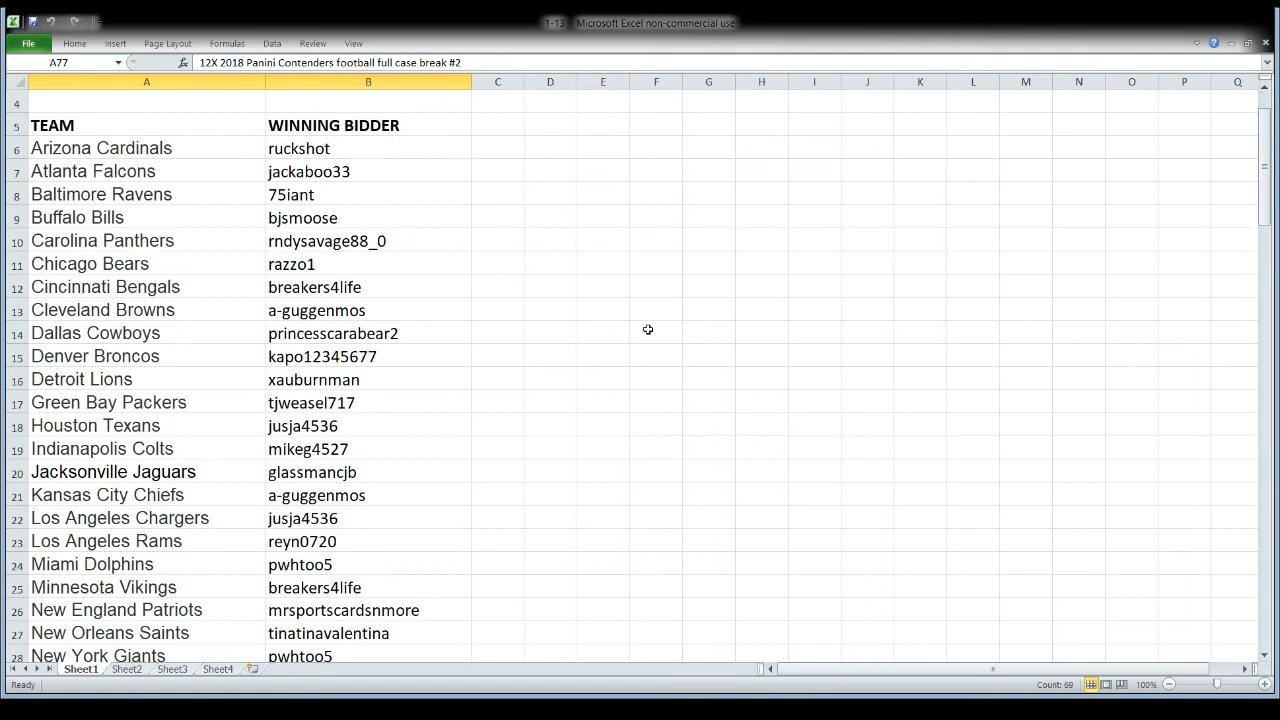 1-13 - Microsoft Excel non-commercial use
File Home Insert Page Layout Formulas Data Review View
A77 fx 12X 2018 Panini Contenders football full case break #2
A B C D E F G H I J K L M N O P Q
4
5 TEAM WINNING BIDDER
6 Arizona Cardinals ruckshot
7 Atlanta Falcons jackaboo33
8 Baltimore Ravens 75iant
9 Buffalo Bills bjsmoose
10 Carolina Panthers rndysavage88_0
11 Chicago Bears razzo1
12 Cincinnati Bengals breakers4life
13 Cleveland Browns a-guggenmos
14 Dallas Cowboys princesscarabear2
15 Denver Broncos kapo12345677
16 Detroit Lions xauburnman
17 Green Bay Packers tjweasel717
18 Houston Texans jusja4536
19 Indianapolis Colts mikeg4527
20 Jacksonville Jaguars glassmancjb
21 Kansas City Chiefs a-guggenmos
22 Los Angeles Chargers jusja4536
23 Los Angeles Rams reyn0720
24 Miami Dolphins pwhtoo5
25 Minnesota Vikings breakers4life
26 New England Patriots mrsportscardsnmore
27 New Orleans Saints tinatinavalentina
28 New York Giants pwhtoo5
Sheet1 Sheet2 Sheet3 Sheet4
Ready Count: 69 100%